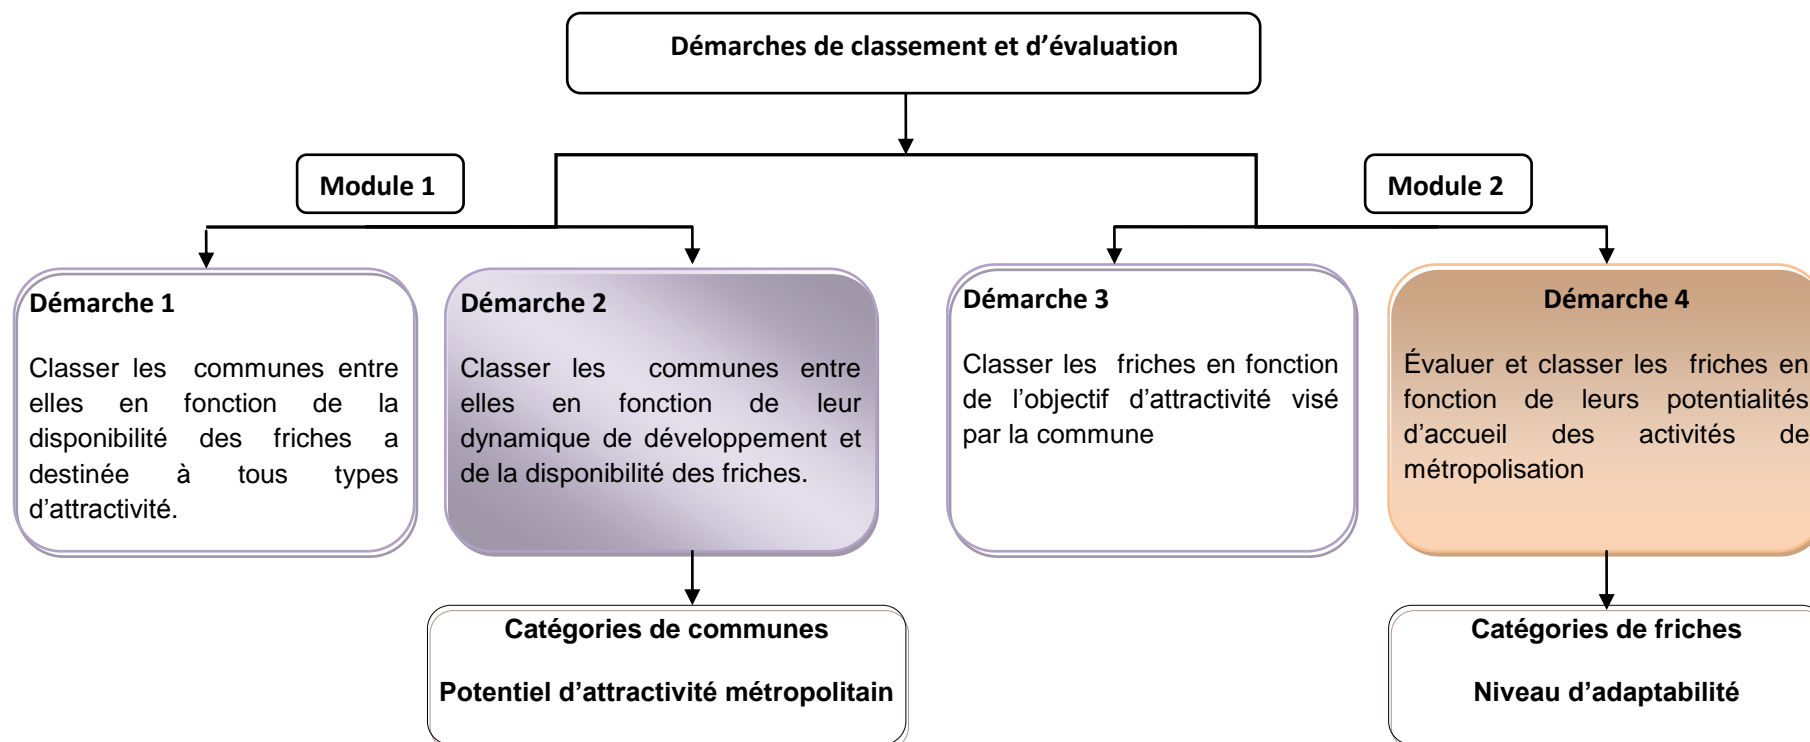 Démarches de classement et d’évaluation
Module 1
Module 2
Démarche 1
Classer les communes entre
elles en fonction de la
disponibilité des friches a
destinée à tous types
d’attractivité.
Démarche 2
Classer les communes entre
elles en fonction de leur
dynamique de développement et
de la disponibilité des friches.
Démarche 3
Classer les friches en fonction
de l’objectif d’attractivité visé
par la commune
Démarche 4
Évaluer et classer les friches en
fonction de leurs potentialités
d’accueil des activités de
métropolisation
Catégories de communes
Potentiel d’attractivité métropolitain
Catégories de friches
Niveau d’adaptabilité